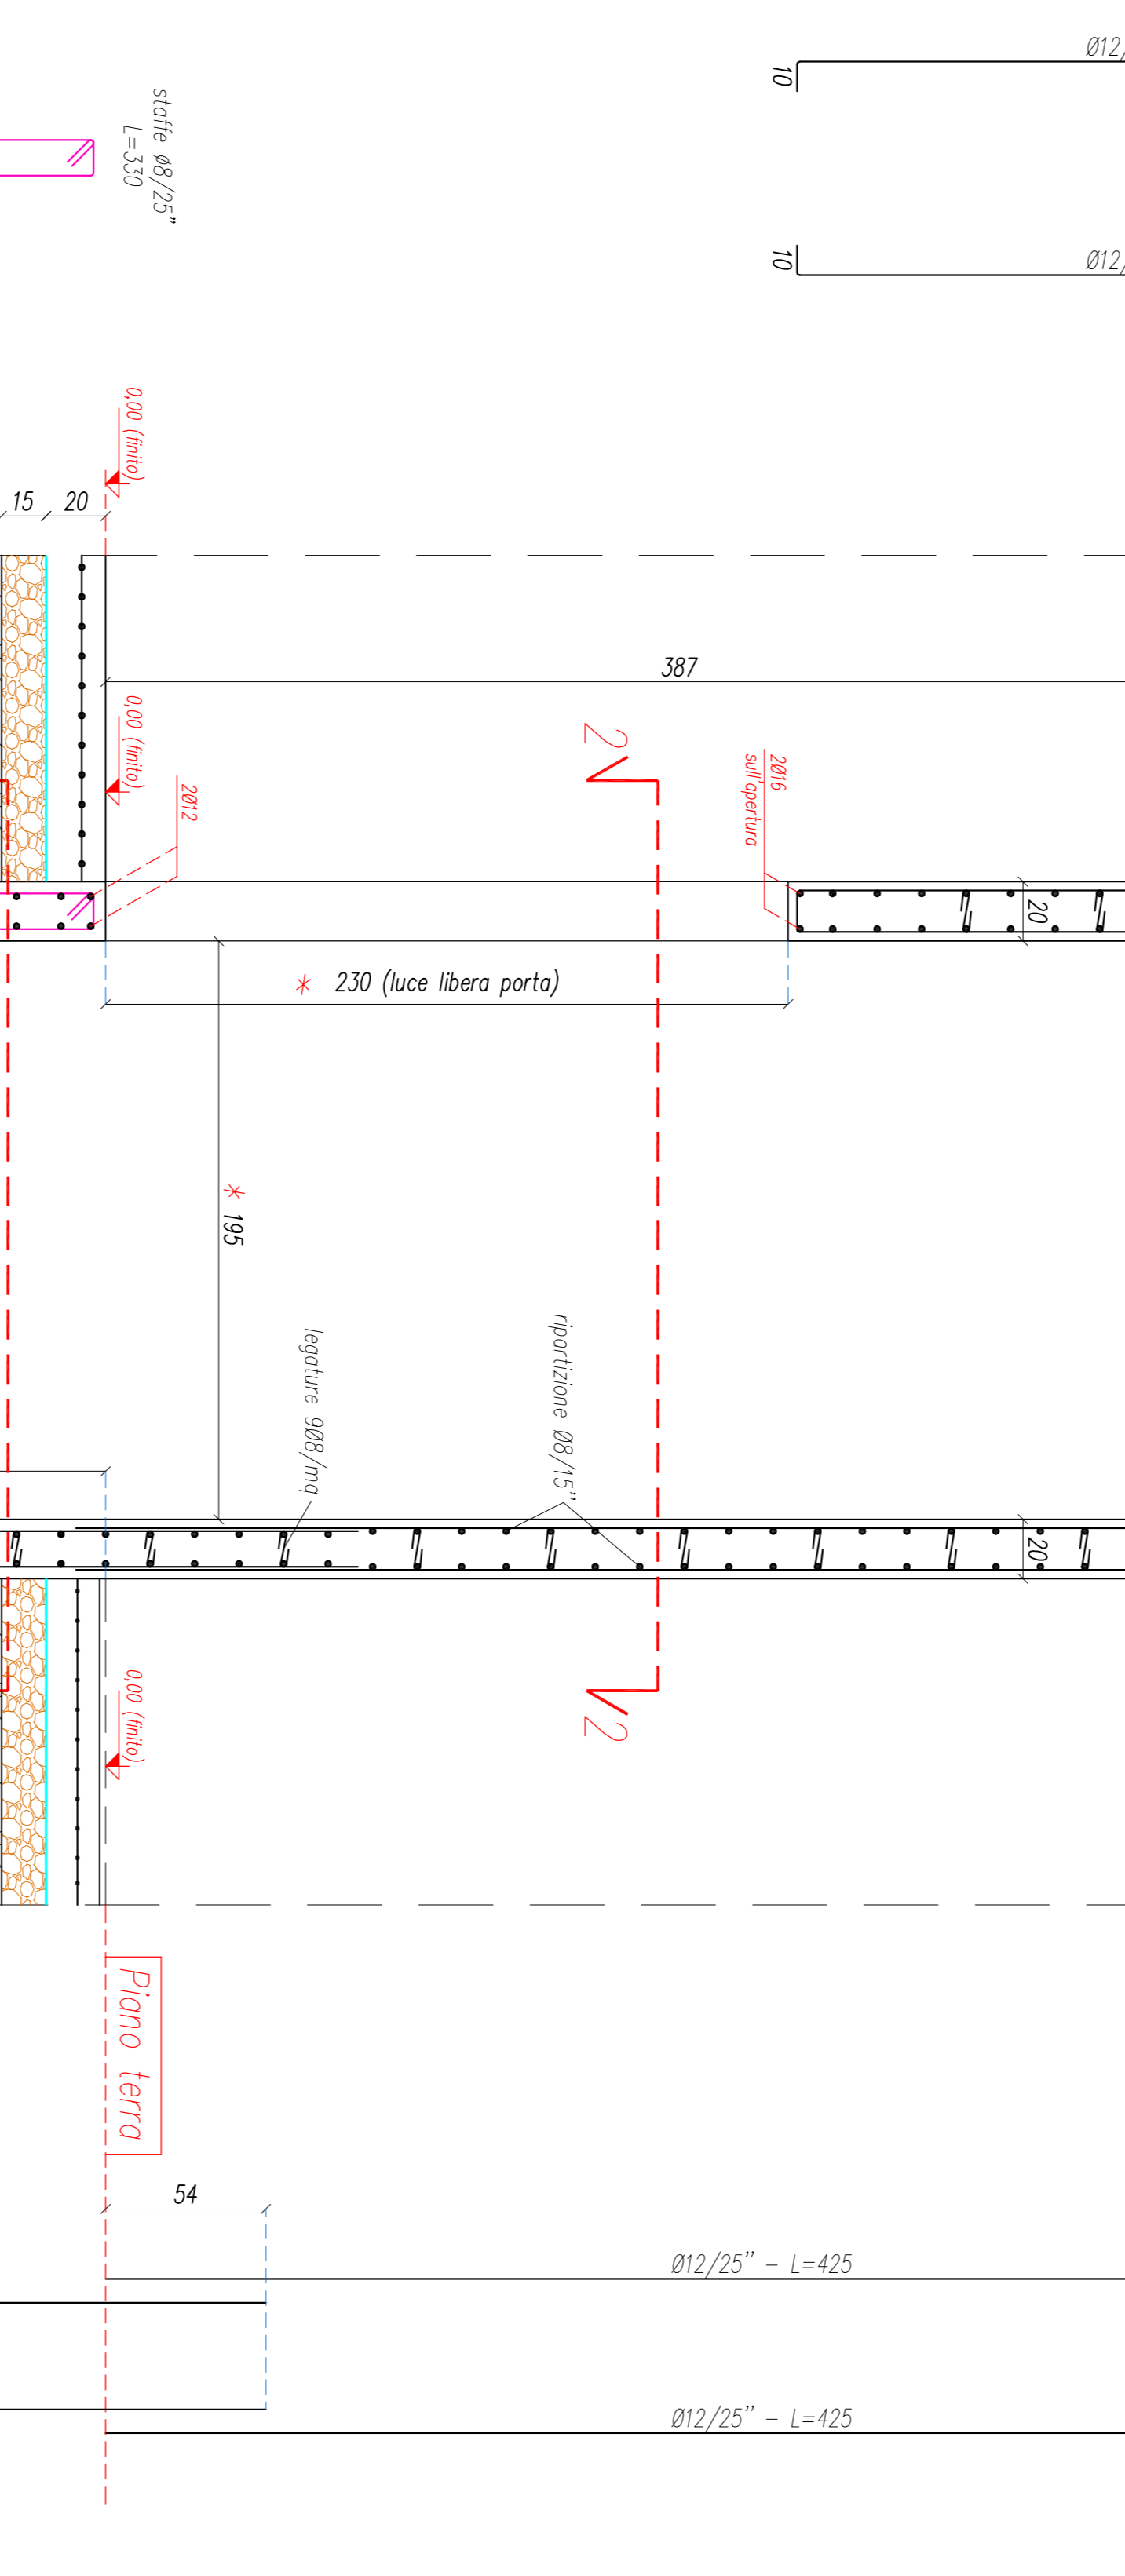 Ø12/
10
staffe ø8/25"
L=330
10
Ø12/
0,00 (finito)
15
20
387
0,00 (finito)
2
2Ø16
sull'apertura
2Ø12
20
* 230 (luce libera porta)
* 195
ripartizione Ø8/15"
legature 9Ø8/mq
20
0,00 (finito)
2
Piano terra
54
Ø12/25" - L=425
Ø12/25" - L=425